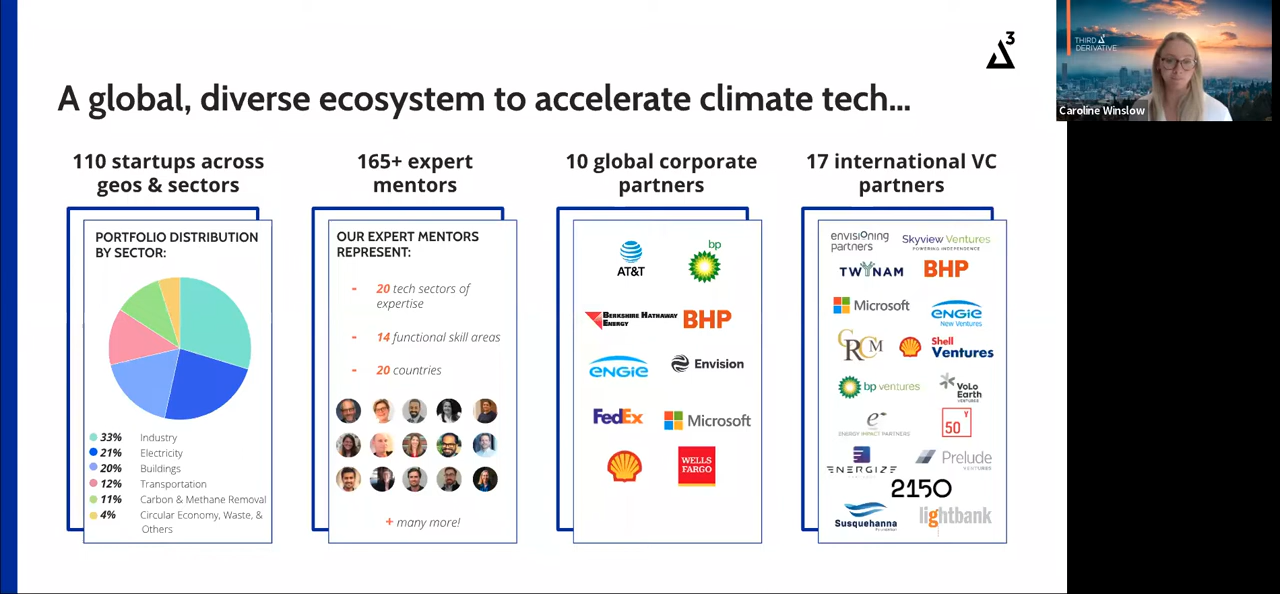 3
A global, diverse ecosystem to accelerate climate tech...
THIRD
DERIVATIVE
Caroline Winslow
110 startups across
geos & sectors
PORTFOLIO DISTRIBUTION
BY SECTOR:
33% Industry
21% Electricity
20% Buildings
12% Transportation
11% Carbon & Methane Removal
4% Circular Economy, Waste, &
Others
165+ expert
mentors
OUR EXPERT MENTORS
REPRESENT:
- 20 tech sectors of
expertise
- 14 functional skill areas
- 20 countries
+ many more!
10 global corporate
partners
AT&T
bp
BERKSHIRE HATHAWAY
ENERGY
BHP
ENGIE
Envision
FedEx
Microsoft
WELLS
FARGO
17 international VC
partners
envisioning
partners
Skyview Ventures
POWERING INDEPENDENCE
TWYNAM
BHP
Microsoft
ENGIE
New Ventures
CRCM
Shell
Ventures
bp ventures
VoLo
Earth
VENTURES
e
ENERGY IMPACT PARTNERS
50 Y
ENERGIZE
Prelude
VENTURES
2150
Susquehanna
lightbank